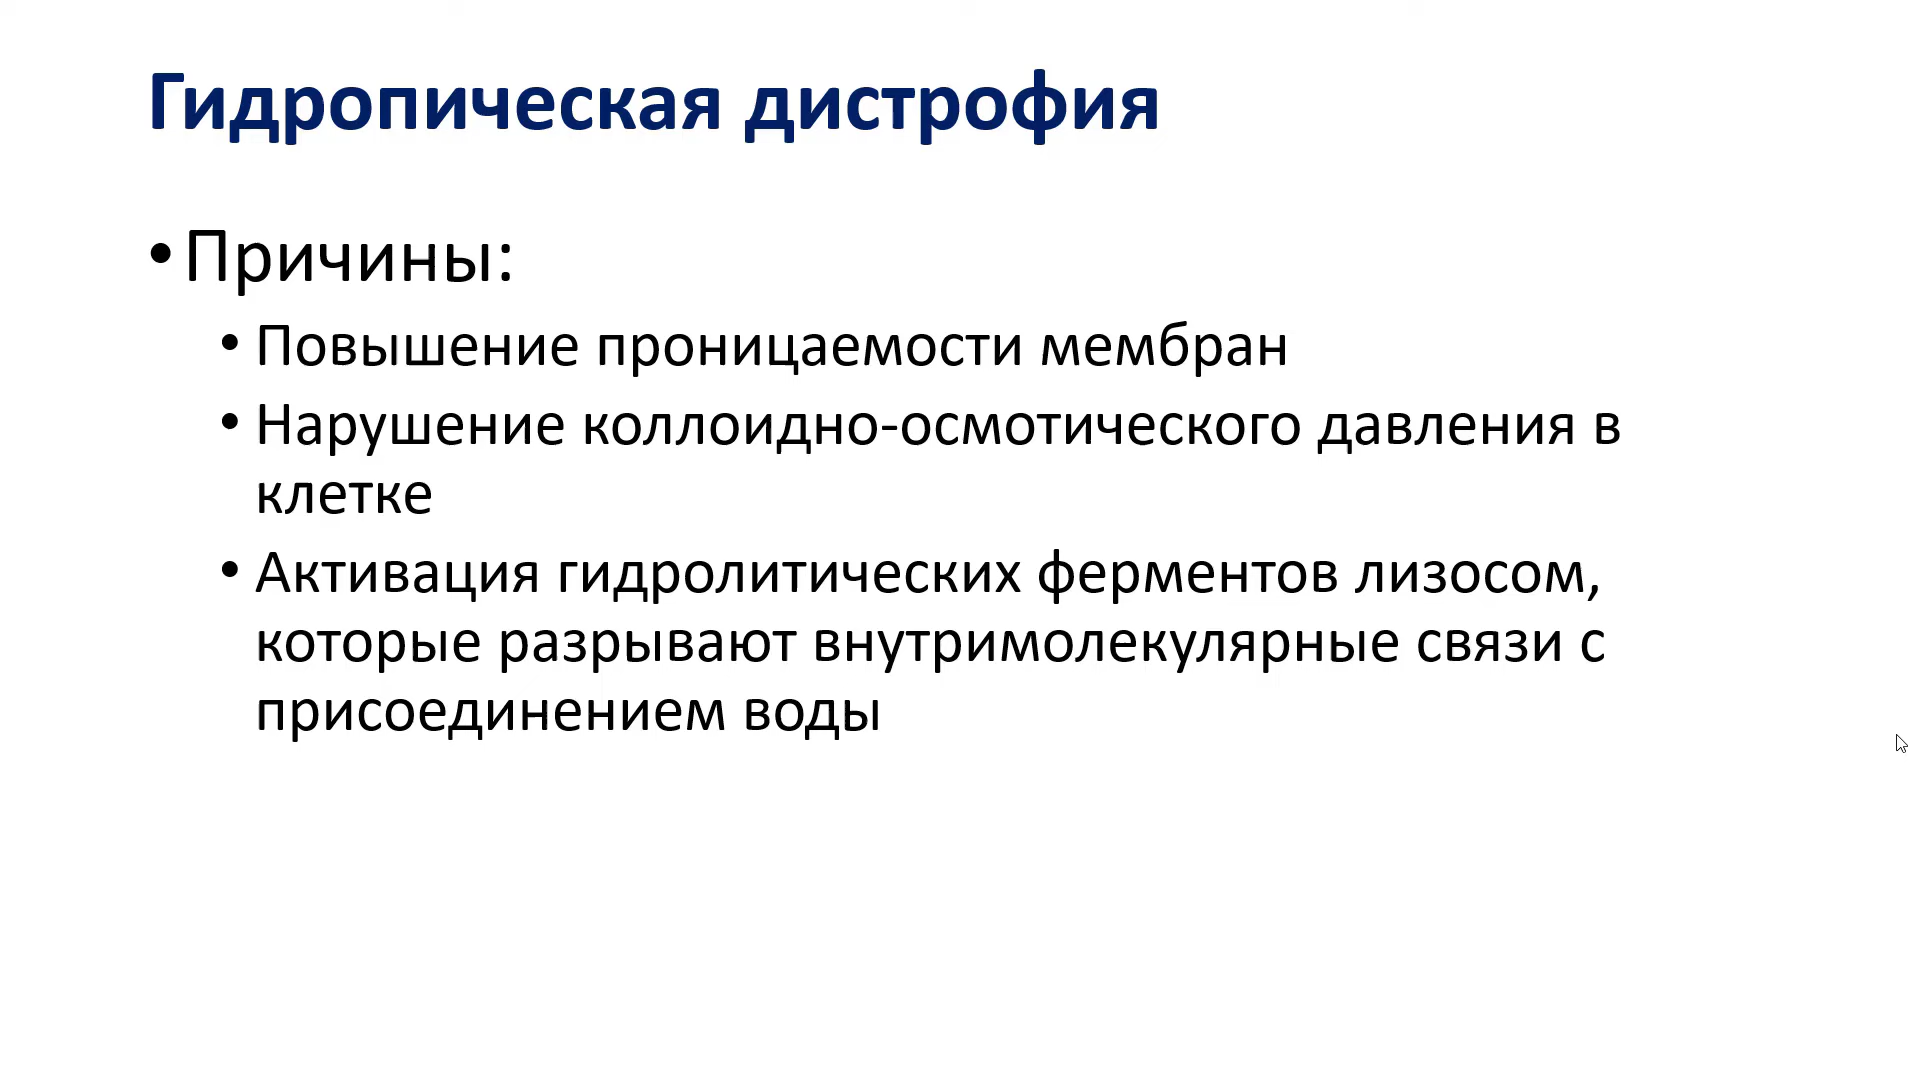 Гидропическая дистрофия
• Причины:
• Повышение проницаемости мембран
• Нарушение коллоидно-осмотического давления в
клетке
• Активация гидролитических ферментов лизосом,
которые разрывают внутримолекулярные связи с
присоединением воды